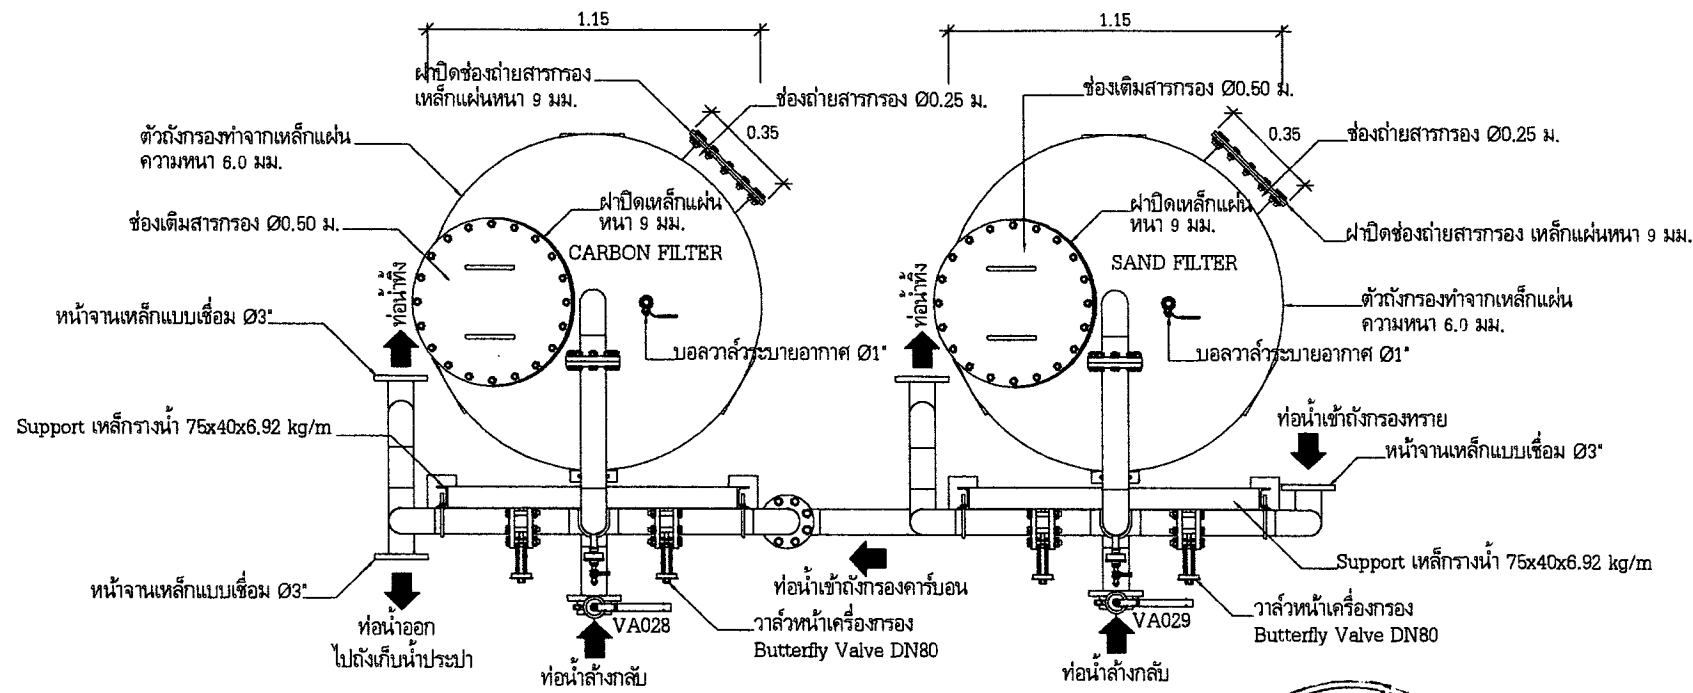 1.15
1.15
ฝาปิดช่องถ่ายสารกรอง
เหล็กแผ่นหนา 9 มม.
ช่องถ่ายสารกรอง Ø0.25 ม.
0.35
ตัวถังกรองทำจากเหล็กแผ่น
ความหนา 6.0 มม.
ช่องเติมสารกรอง Ø0.50 ม.
ฝาปิดเหล็กแผ่น
หนา 9 มม.
CARBON FILTER
ท่อน้ำทิ้ง
หน้าจานเหล็กแบบเชื่อม Ø3"
บอลวาล์วระบายอากาศ Ø1"
Support เหล็กรางน้ำ 75x40x6.92 kg/m
หน้าจานเหล็กแบบเชื่อม Ø3"
ท่อน้ำออก
ไปถังเก็บน้ำประปา
VA028
ท่อน้ำล้างกลับ
วาล์วหน้าเครื่องกรอง
Butterfly Valve DN80
ท่อน้ำเข้าถังกรองคาร์บอน
ช่องเติมสารกรอง Ø0.50 ม.
0.35
ช่องถ่ายสารกรอง Ø0.25 ม.
ฝาปิดเหล็กแผ่น
หนา 9 มม.
ฝาปิดช่องถ่ายสารกรอง เหล็กแผ่นหนา 9 มม.
SAND FILTER
ท่อน้ำทิ้ง
ตัวถังกรองทำจากเหล็กแผ่น
ความหนา 6.0 มม.
บอลวาล์วระบายอากาศ Ø1"
ท่อน้ำเข้าถังกรองทราย
หน้าจานเหล็กแบบเชื่อม Ø3"
Support เหล็กรางน้ำ 75x40x6.92 kg/m
VA029
วาล์วหน้าเครื่องกรอง
Butterfly Valve DN80
ท่อน้ำล้างกลับ